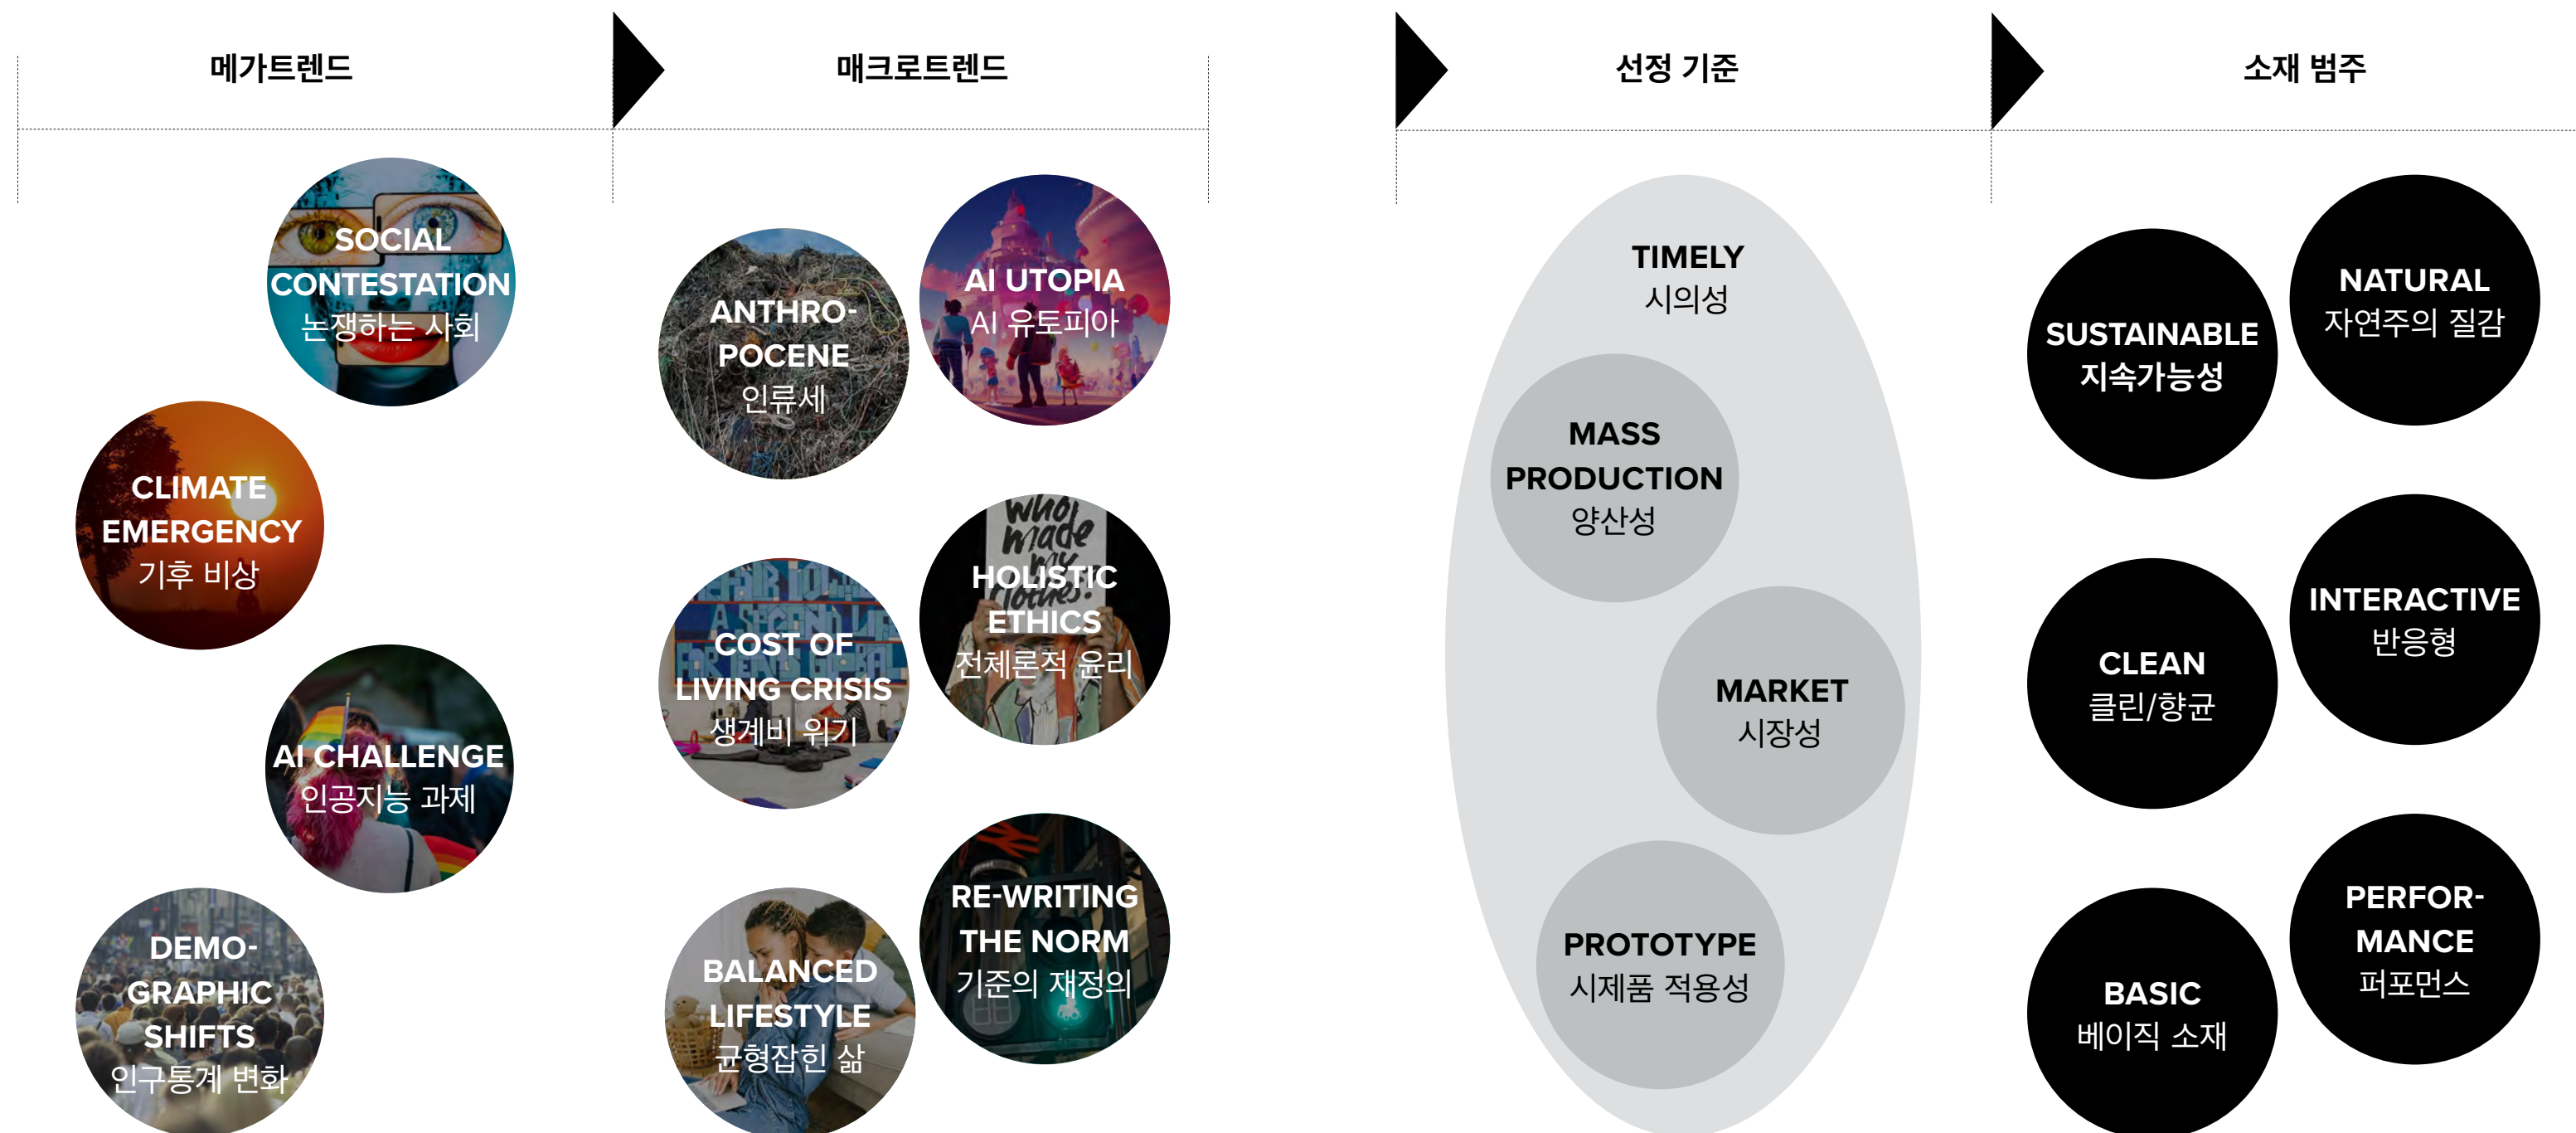 메가트렌드
SOCIAL
CONTESTATION
논쟁하는 사회
CLIMATE
EMERGENCY
기후 비상
AI CHALLENGE
인공지능 과제
DEMO-
GRAPHIC
SHIFTS
인구통계 변화
매크로트렌드
ANTHRO-
POCENE
인류세
AI UTOPIA
AI 유토피아
COST OF
LIVING CRISIS
생계비 위기
who
made
my
clothes?
HOLISTIC
ETHICS
전체론적 윤리
BALANCED
LIFESTYLE
균형잡힌 삶
RE-WRITING
THE NORM
기준의 재정의
선정 기준
TIMELY
시의성
MASS
PRODUCTION
양산성
MARKET
시장성
PROTOTYPE
시제품 적용성
소재 범주
SUSTAINABLE
지속가능성
NATURAL
자연주의 질감
CLEAN
클린/향균
INTERACTIVE
반응형
BASIC
베이직 소재
PERFOR-
MANCE
퍼포먼스